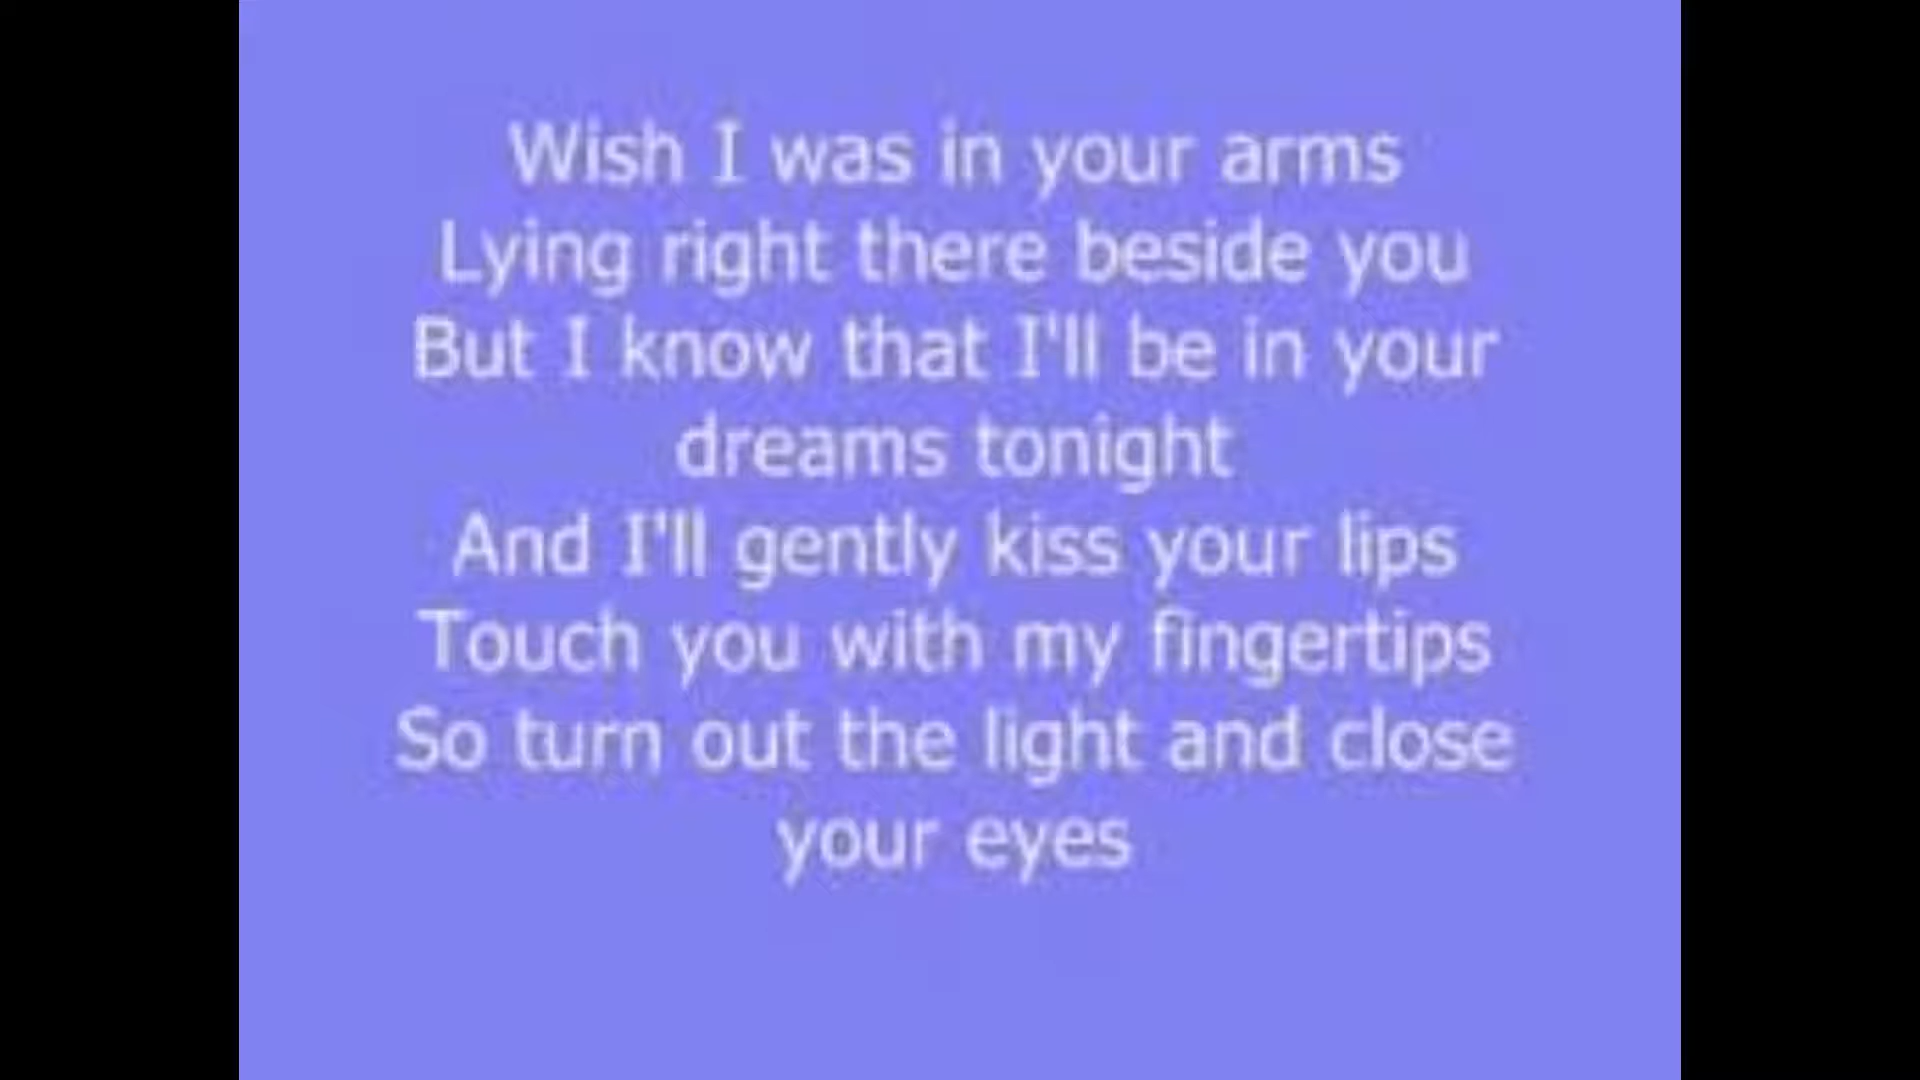 Wish I was in your arms
Lying right there beside you
But I know that I'll be in your
dreams tonight
And I'll gently kiss your lips
Touch you with my fingertips
So turn out the light and close
your eyes